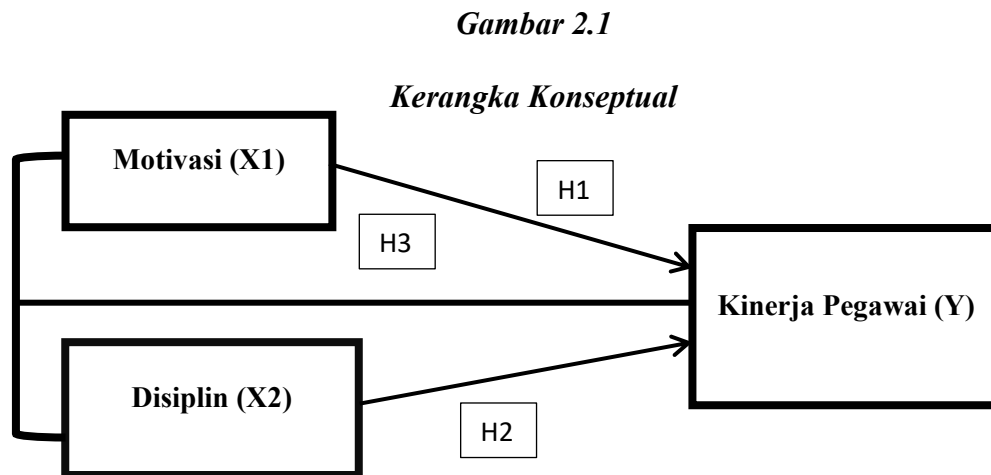 Gambar 2.1
Kerangka Konseptual
Motivasi (X1)
H1
H3
Kinerja Pegawai (Y)
Disiplin (X2)
H2